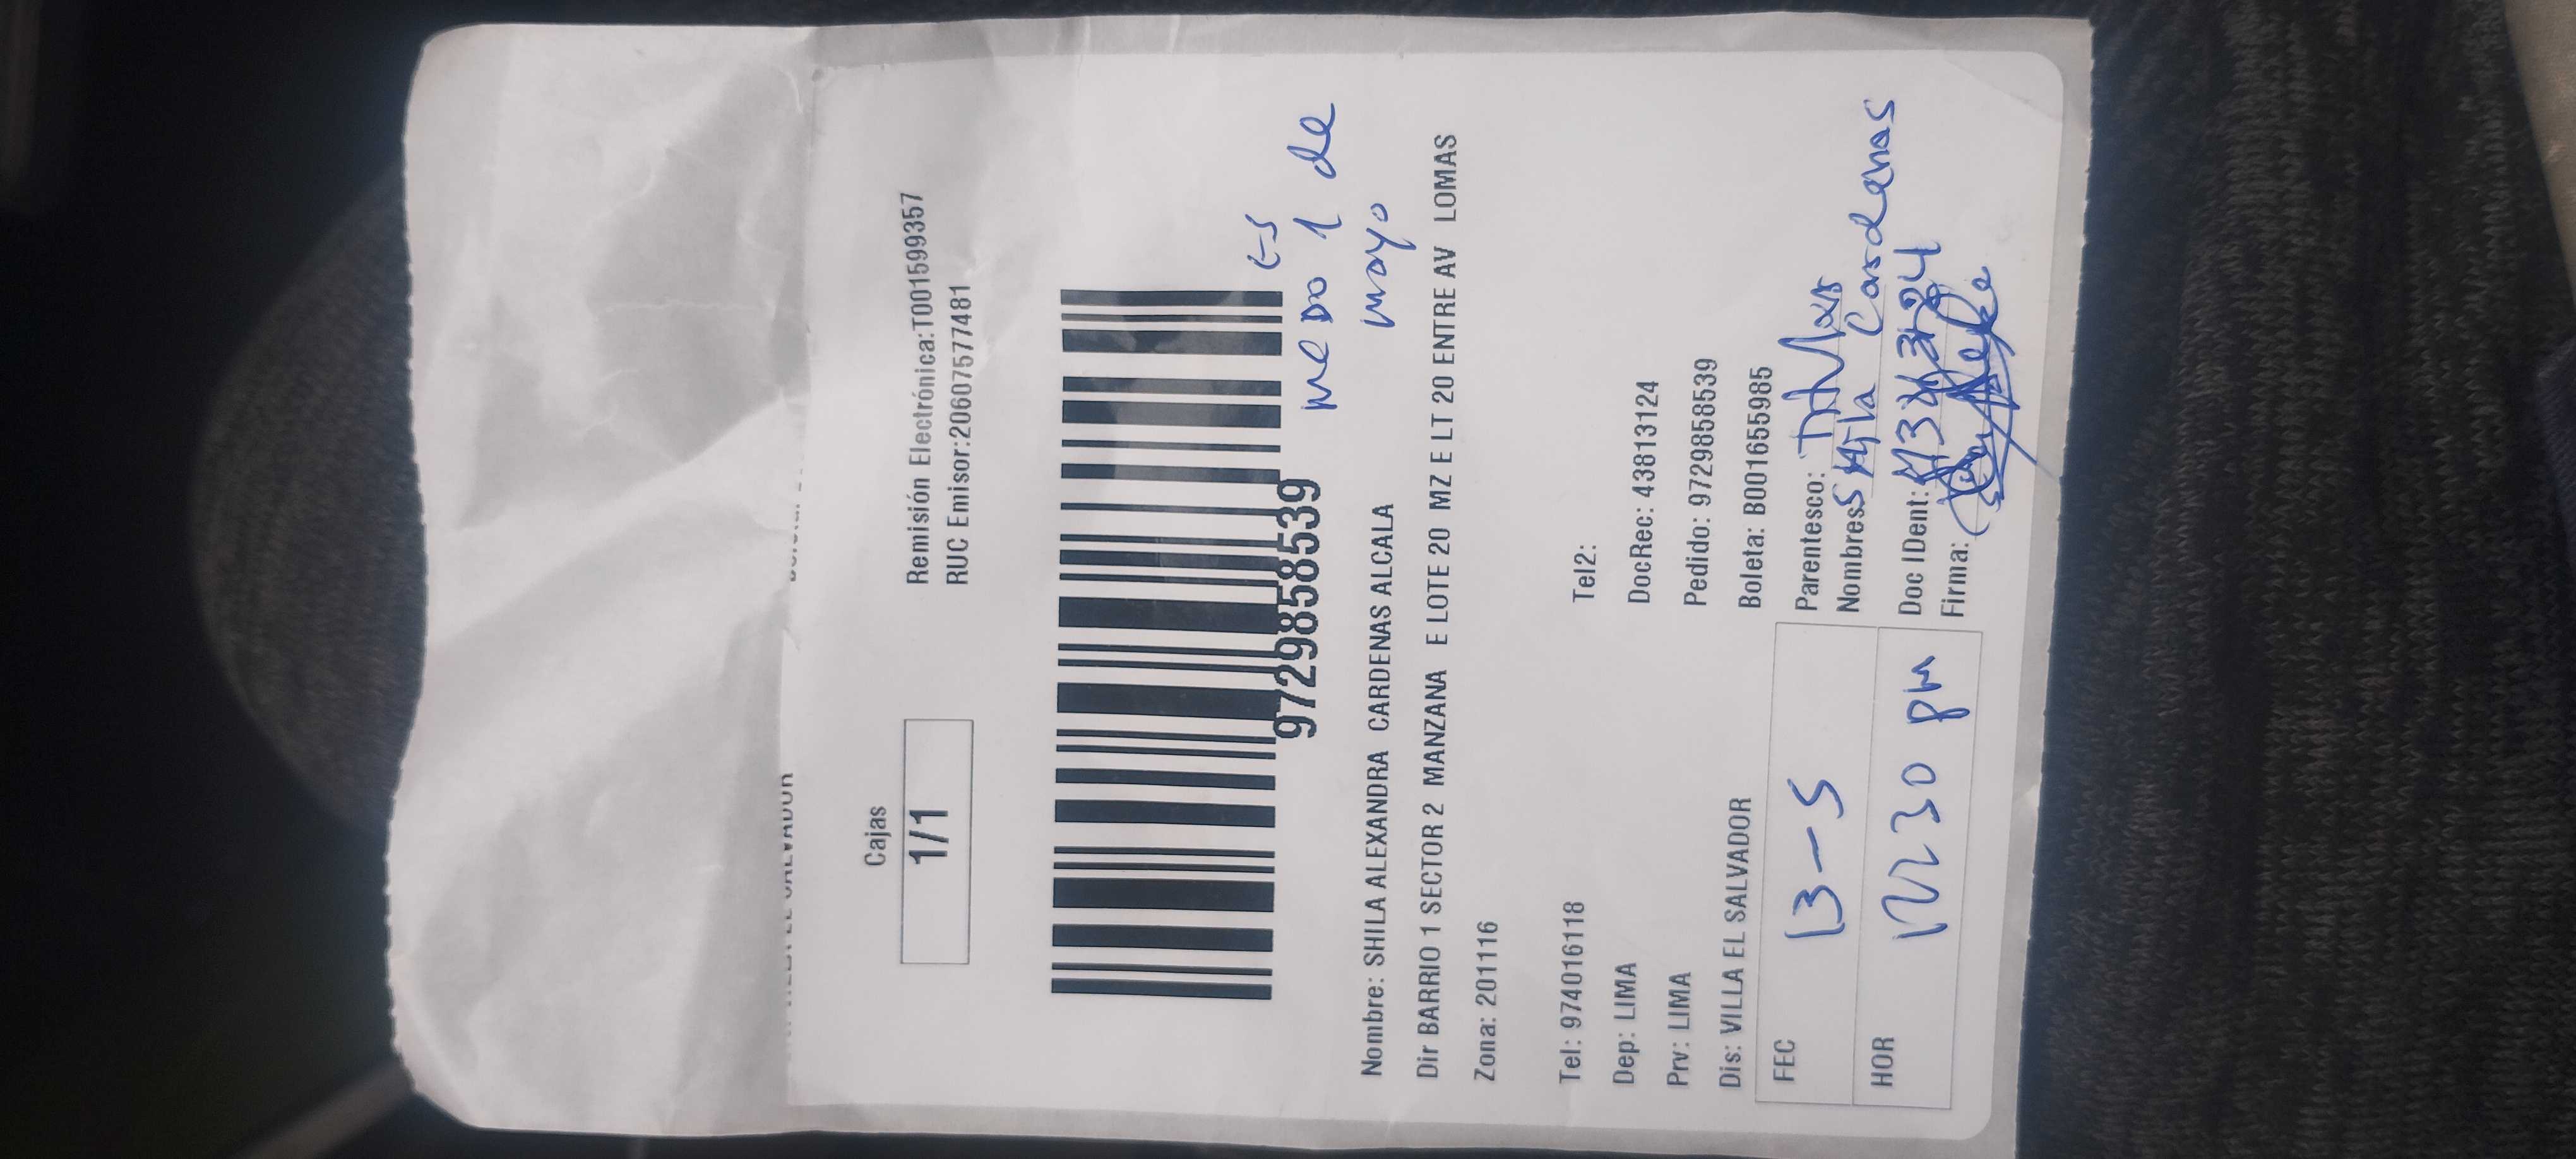 Cajas
1/1
Remisión Electrónica:T001599357
RUC Emisor:20607577481
972985858539
es
medo 1 de
mayo
Nombre: SHILA ALEXANDRA CARDENAS ALCALA
Dir BARRIO 1 SECTOR 2 MANZANA E LOTE 20 MZ E LT 20 ENTRE AV LOMAS
Zona: 201116
Tel: 974016118 Tel2:
Dep: LIMA DocRec: 43813124
Prv: LIMA Pedido: 972985858539
Dis: VILLA EL SALVADOR Boleta: B001655985
FEC 13-5
HOR 12 30 pm
Parentesco:
Nombres Cardenas
Doc IDent:
Firma: